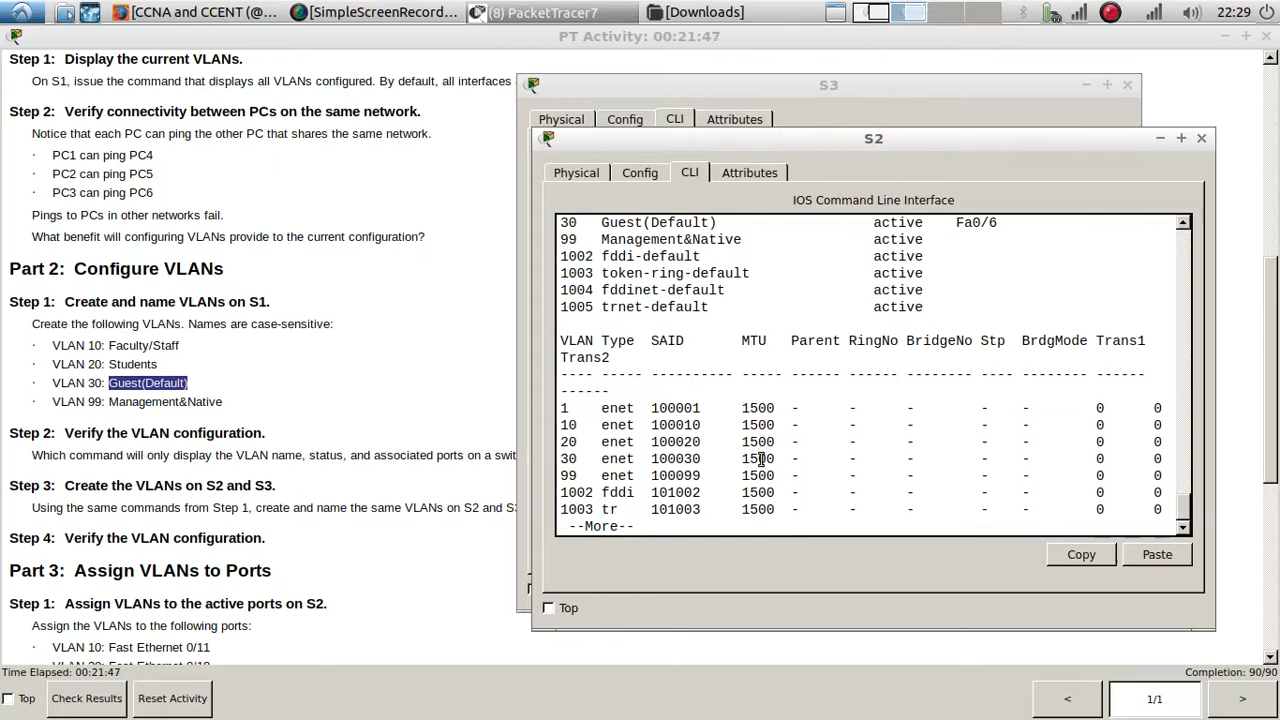 [CCNA and CCENT (@...
[SimpleScreenRecord...
(8) PacketTracer7
[Downloads]
22:29
PT Activity: 00:21:47
Step 1: Display the current VLANs.
On S1, issue the command that displays all VLANs configured. By default, all interfaces
Step 2: Verify connectivity between PCs on the same network.
Notice that each PC can ping the other PC that shares the same network.
· PC1 can ping PC4
· PC2 can ping PC5
· PC3 can ping PC6
Pings to PCs in other networks fail.
What benefit will configuring VLANs provide to the current configuration?
Part 2: Configure VLANs
Step 1: Create and name VLANs on S1.
Create the following VLANs. Names are case-sensitive:
· VLAN 10: Faculty/Staff
· VLAN 20: Students
· VLAN 30: Guest(Default)
· VLAN 99: Management&Native
Step 2: Verify the VLAN configuration.
Which command will only display the VLAN name, status, and associated ports on a swit
Step 3: Create the VLANs on S2 and S3.
Using the same commands from Step 1, create and name the same VLANs on S2 and S3
Step 4: Verify the VLAN configuration.
Part 3: Assign VLANs to Ports
Step 1: Assign VLANs to the active ports on S2.
Assign the VLANs to the following ports:
· VLAN 10: Fast Ethernet 0/11
S3
Physical Config CLI Attributes
S2
Physical Config CLI Attributes
IOS Command Line Interface
30 Guest(Default) active Fa0/6
99 Management&Native active
1002 fddi-default active
1003 token-ring-default active
1004 fddinet-default active
1005 trnet-default active
VLAN Type SAID MTU Parent RingNo BridgeNo Stp BrdgMode Trans1
Trans2
---- ----- ---------- ----- ------ ------ -------- ---- -------- ------
------
1 enet 100001 1500 - - - - - 0 0
10 enet 100010 1500 - - - - - 0 0
20 enet 100020 1500 - - - - - 0 0
30 enet 100030 1500 - - - - - 0 0
99 enet 100099 1500 - - - - - 0 0
1002 fddi 101002 1500 - - - - - 0 0
1003 tr 101003 1500 - - - - - 0 0
--More--
Copy Paste
Top
Time Elapsed: 00:21:47
Completion: 90/90
Top Check Results Reset Activity < 1/1 >